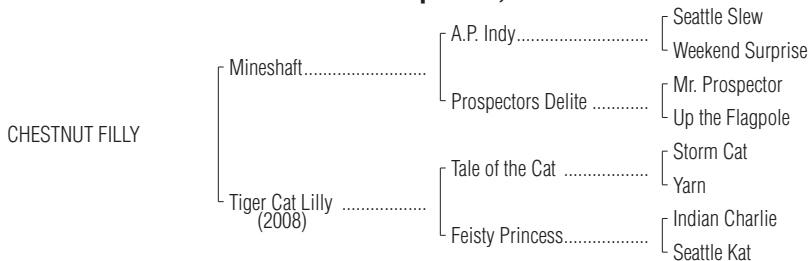 Seattle Slew
A.P. Indy..............................
Weekend Surprise
Mineshaft..........................
Mr. Prospector
Prospectors Delite ..............
Up the Flagpole
CHESTNUT FILLY
Storm Cat
Tale of the Cat ..................
Yarn
Tiger Cat Lilly ..................
(2008)
Indian Charlie
Feisty Princess..................
Seattle Kat